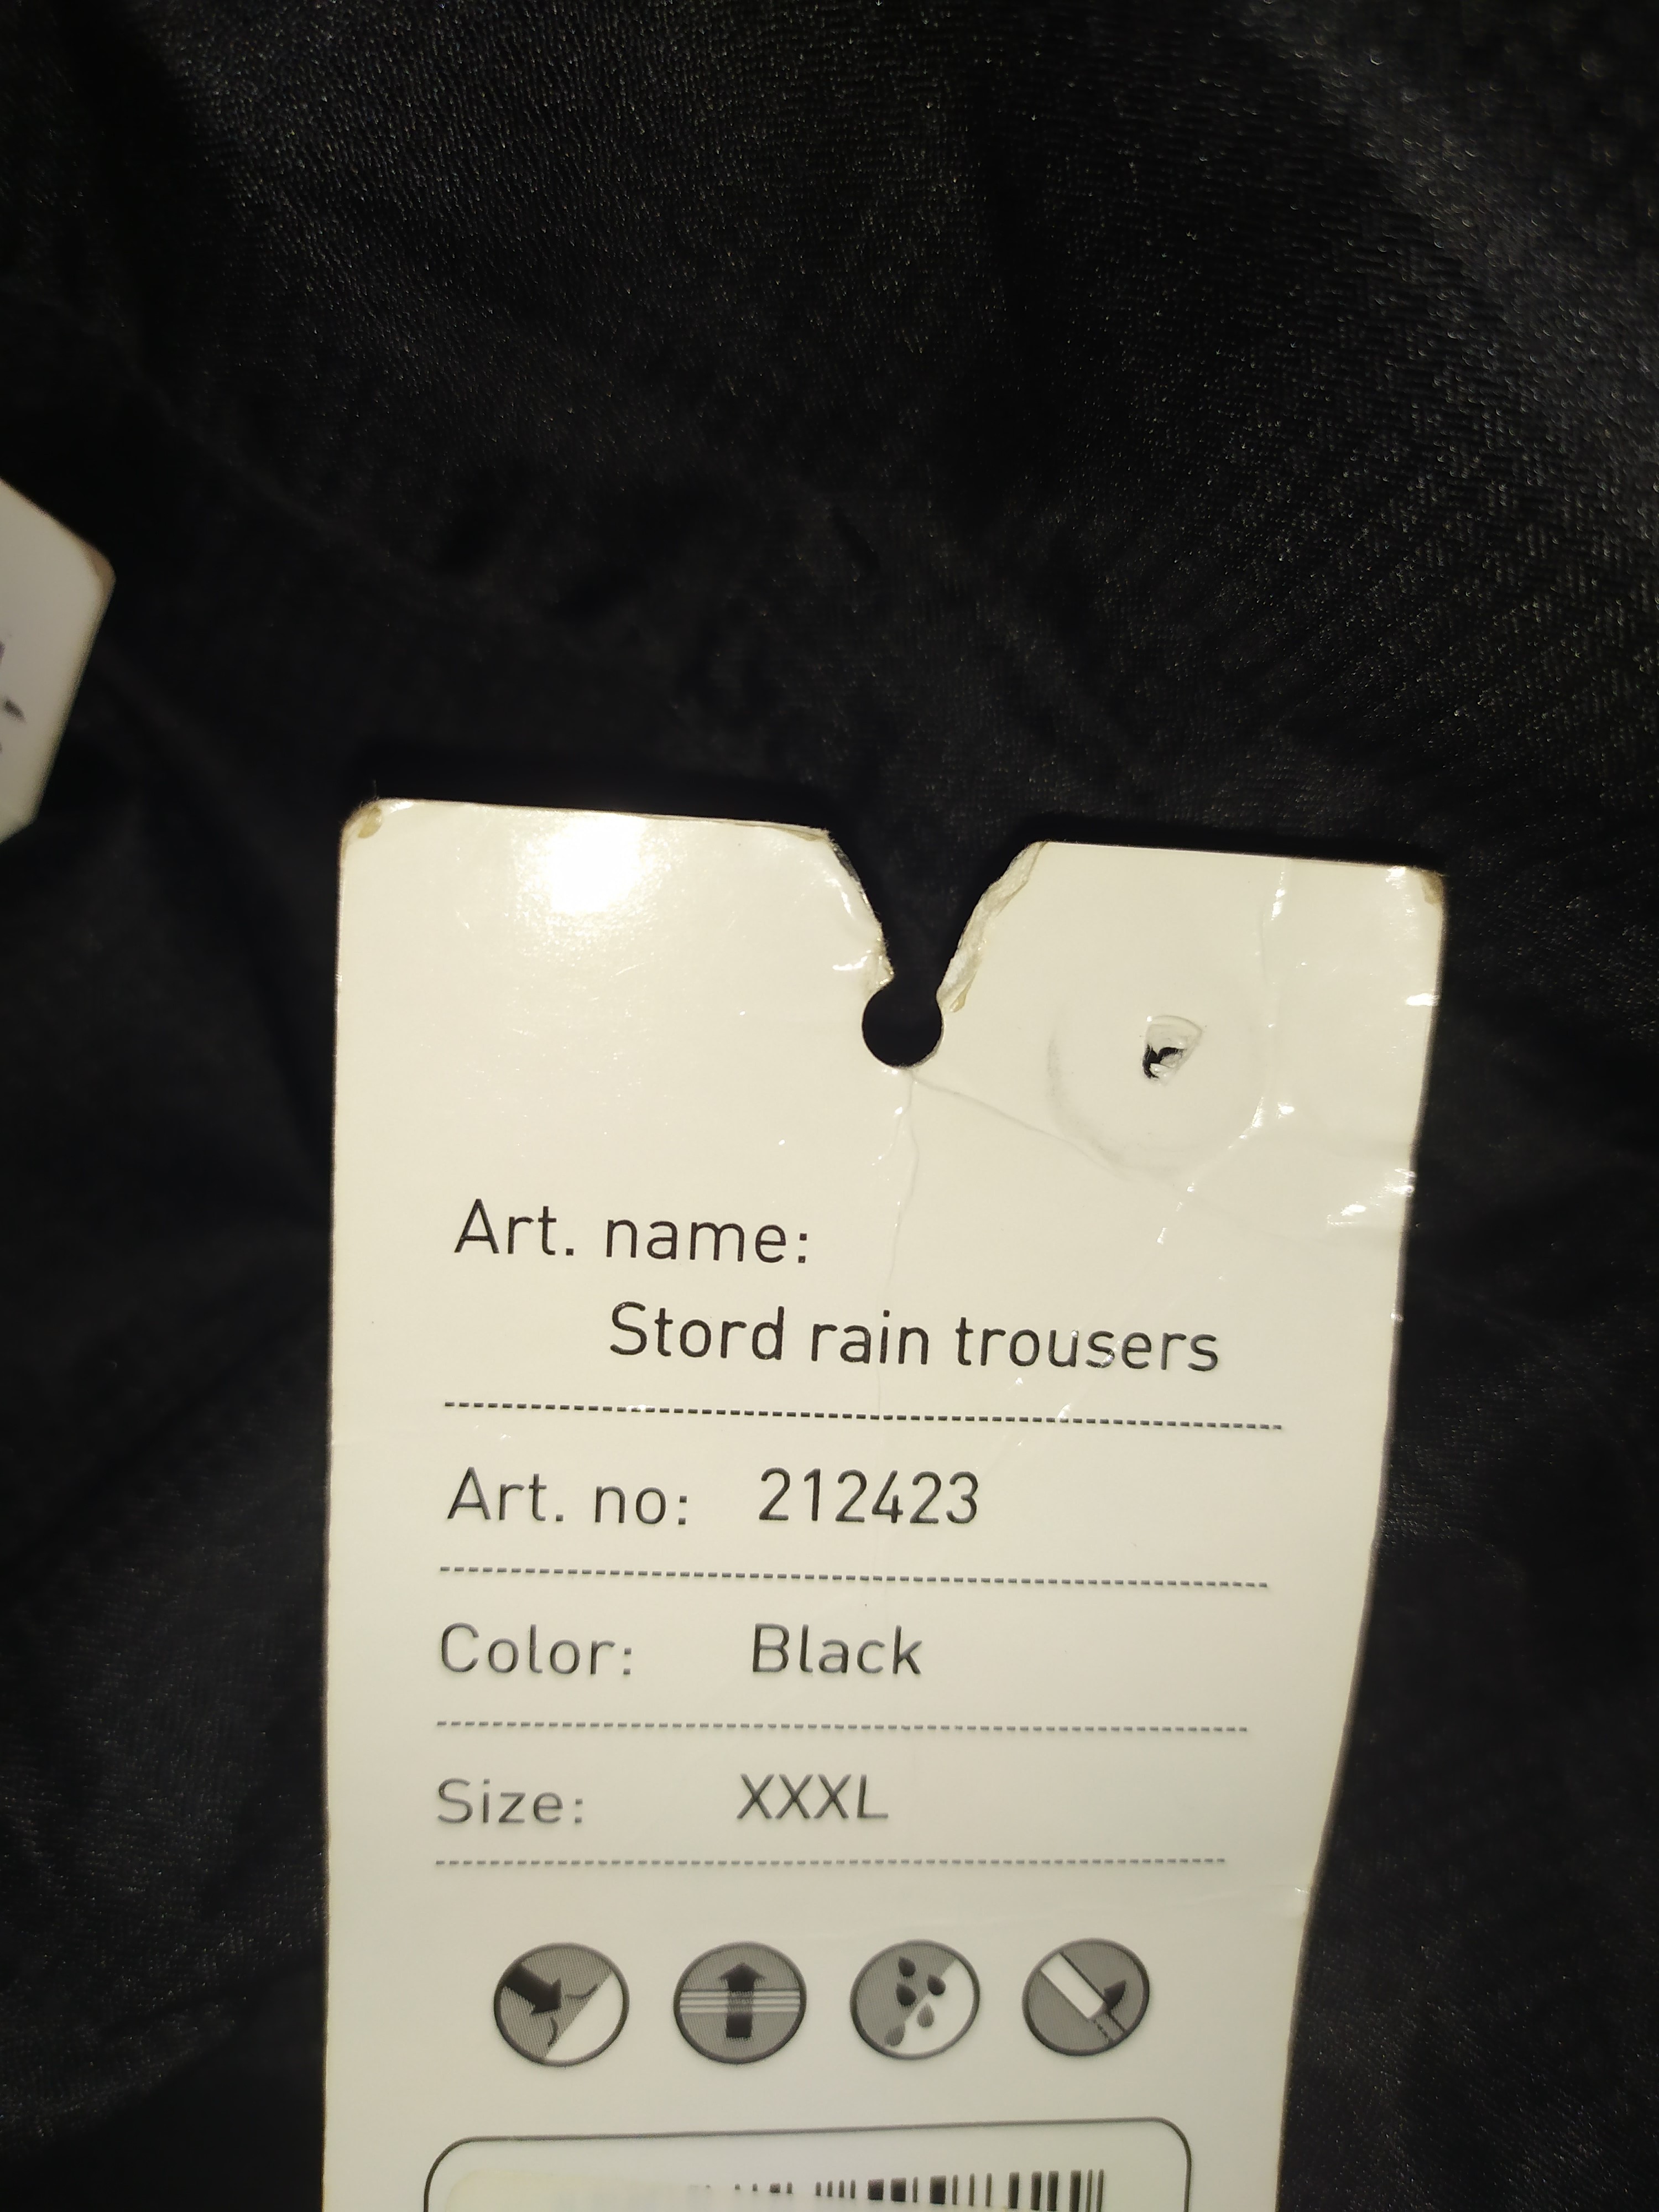 Art. name:
Stord rain trousers
Art. no: 212423
Color: Black
Size: XXXL